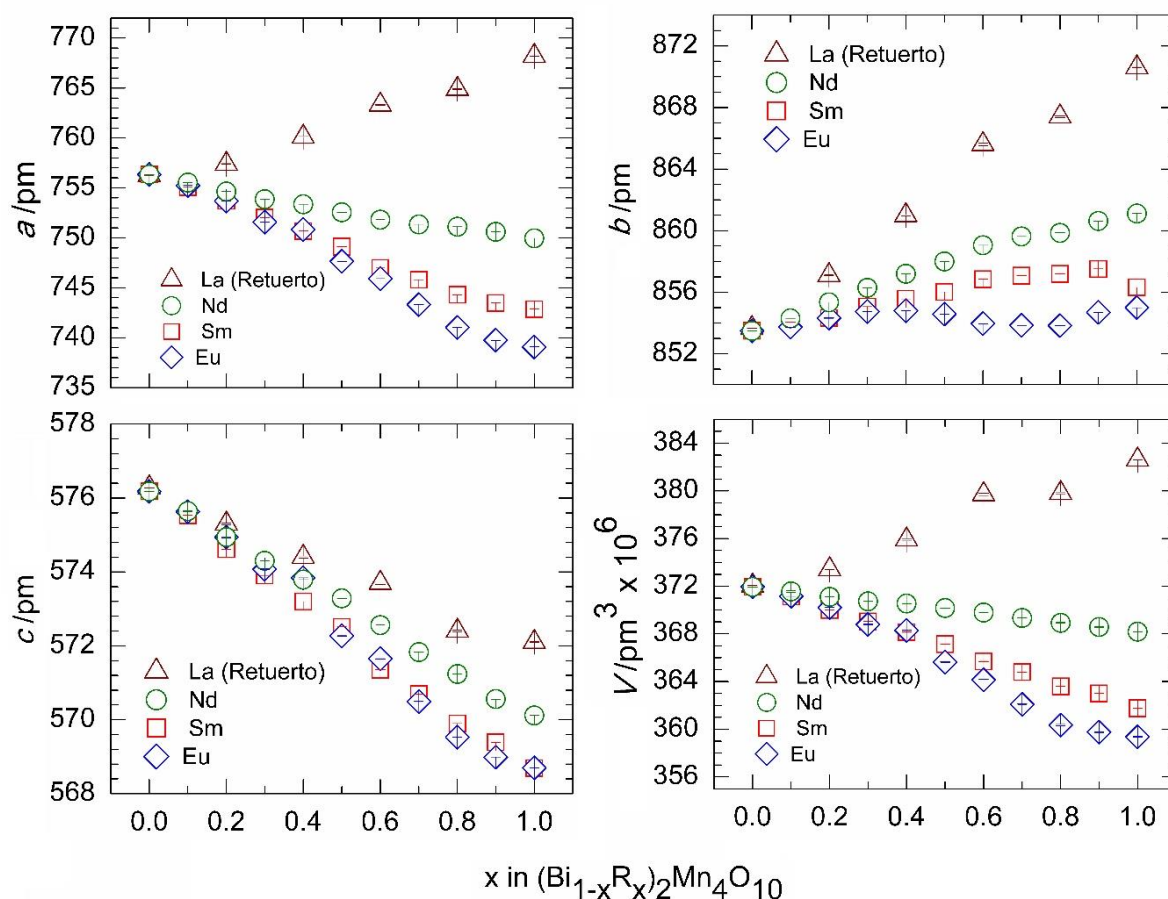 770
765
760
755
750
745
740
735
a /pm
La (Retuerto)
Nd
Sm
Eu
872
868
864
860
856
852
b /pm
La (Retuerto)
Nd
Sm
Eu
578
576
574
572
570
568
c /pm
La (Retuerto)
Nd
Sm
Eu
0.0 0.2 0.4 0.6 0.8 1.0
384
380
376
372
368
364
360
356
V /pm³ x 10⁶
La (Retuerto)
Nd
Sm
Eu
0.0 0.2 0.4 0.6 0.8 1.0
x in (Bi₁₋ₓRₓ)₂Mn₄O₁₀